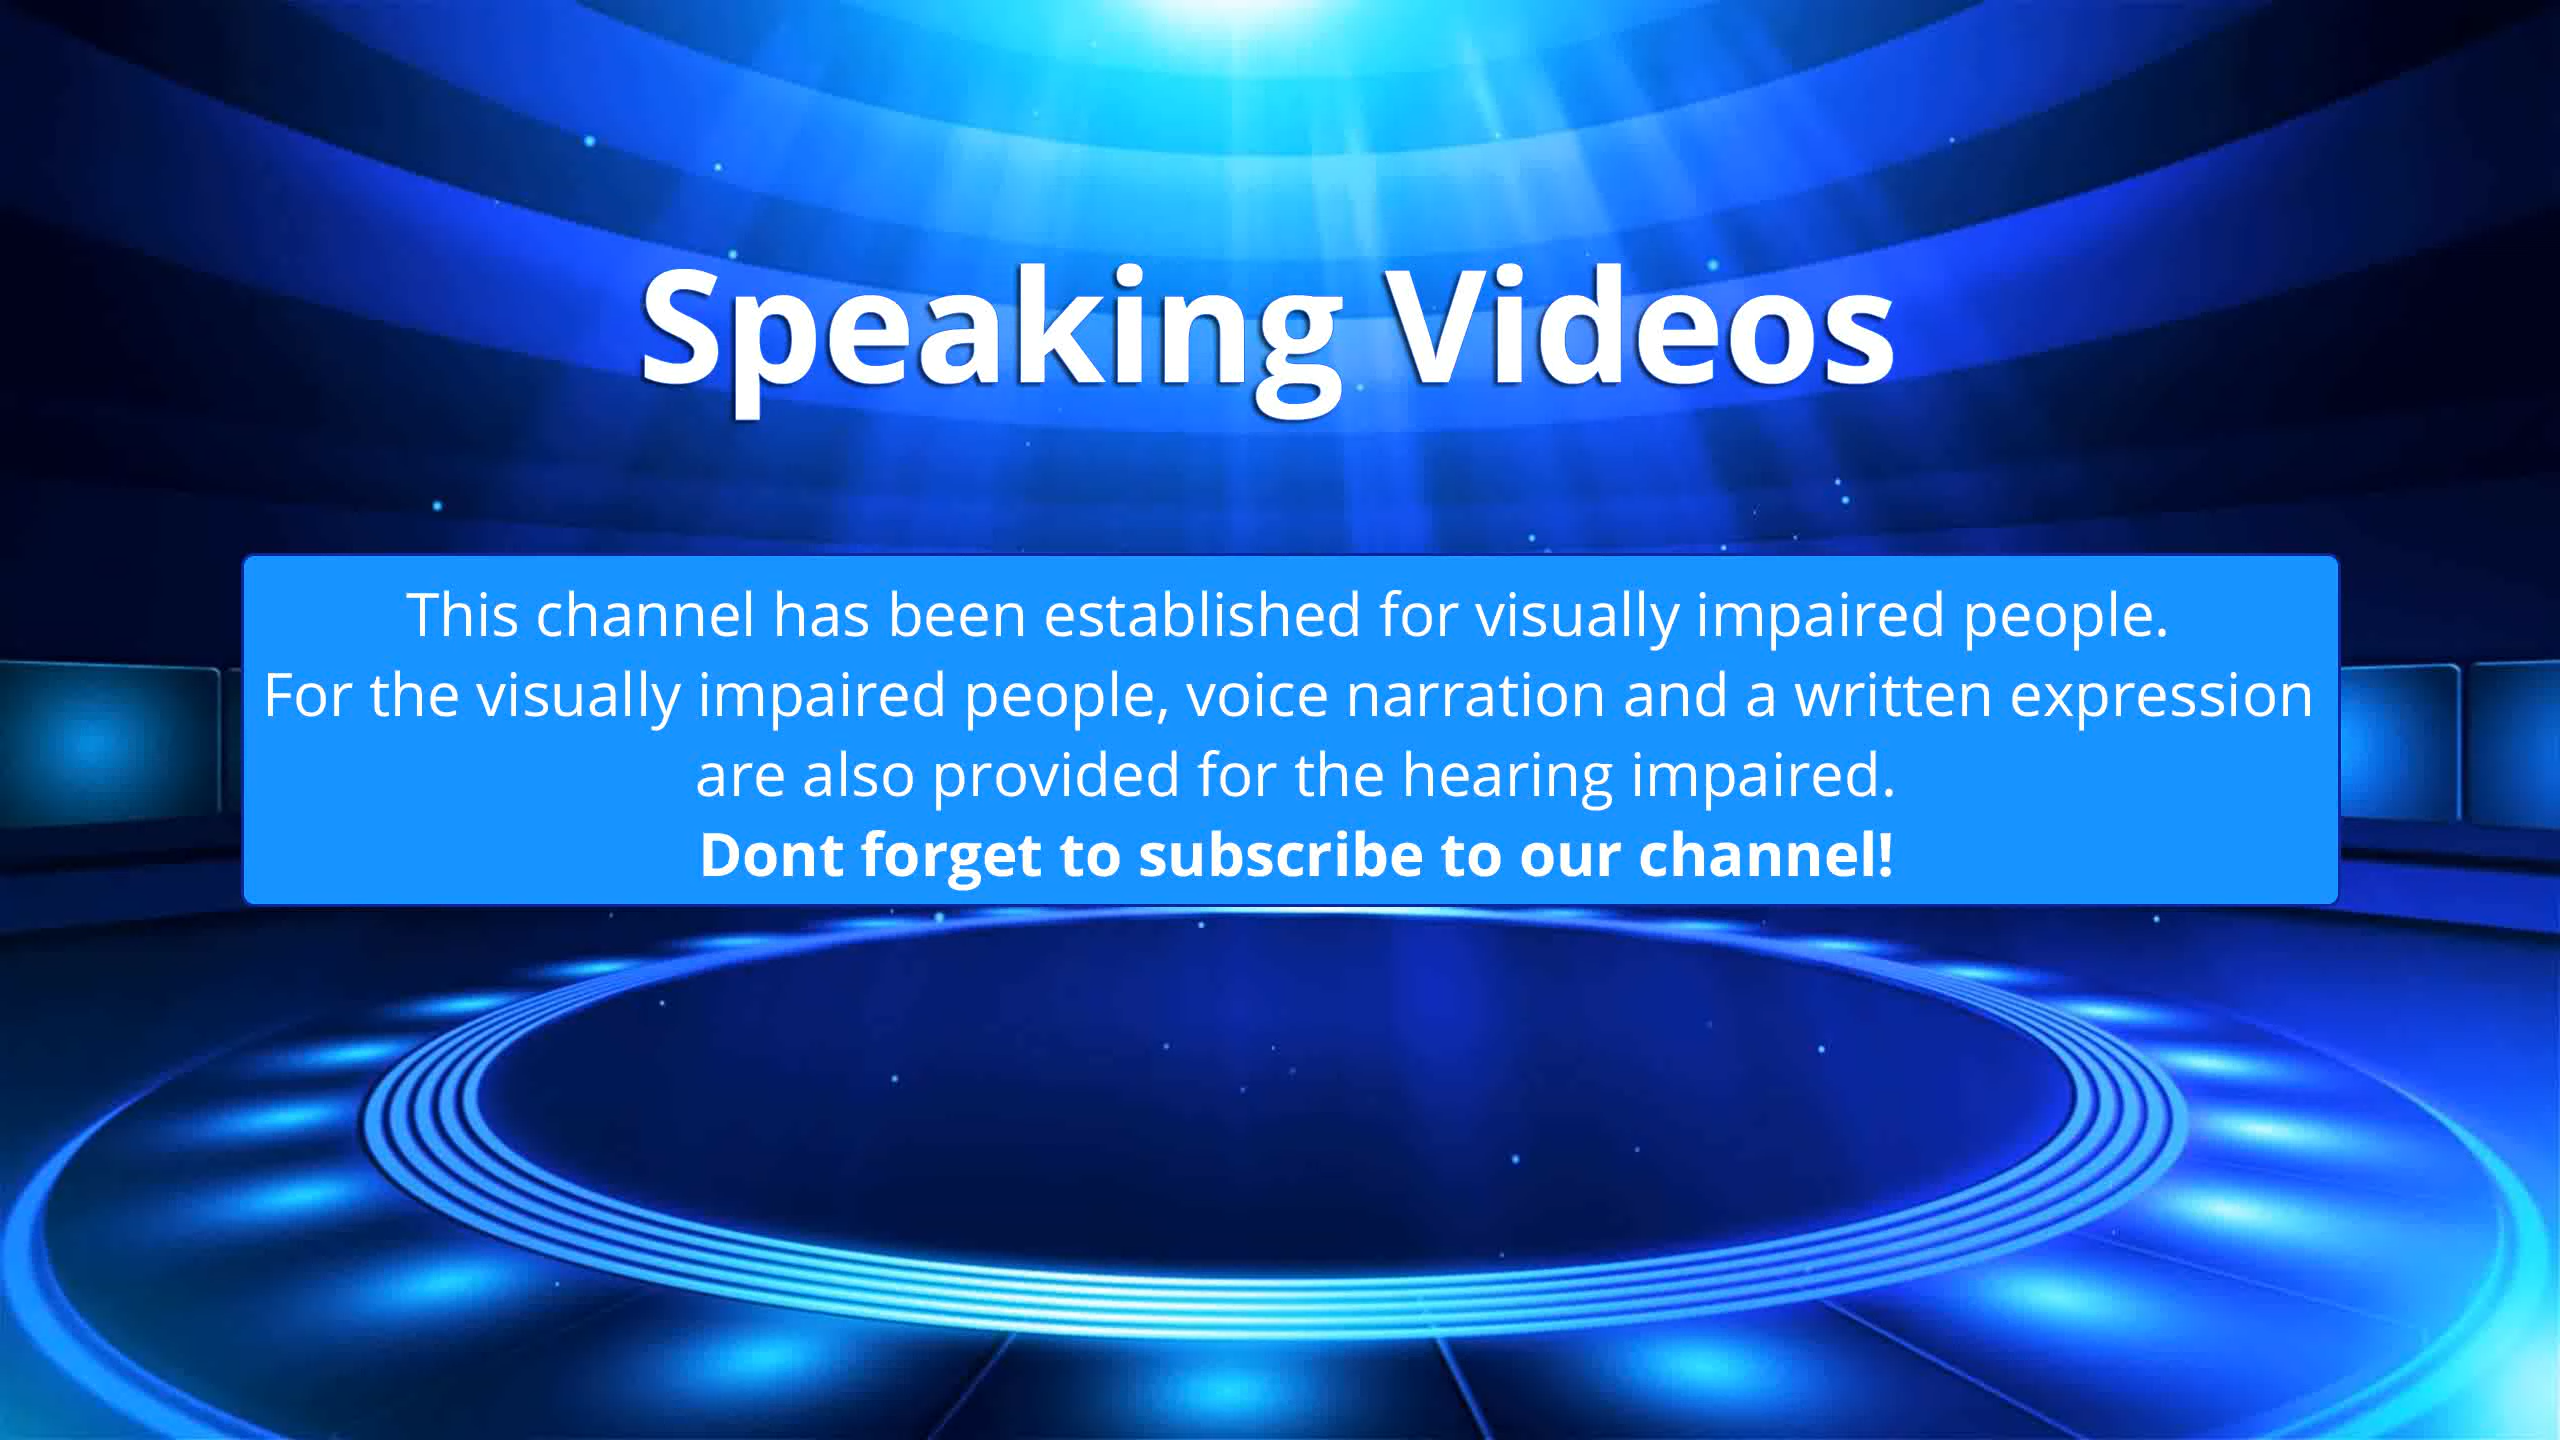 Speaking Videos
This channel has been established for visually impaired people.
For the visually impaired people, voice narration and a written expression
are also provided for the hearing impaired.
Dont forget to subscribe to our channel!